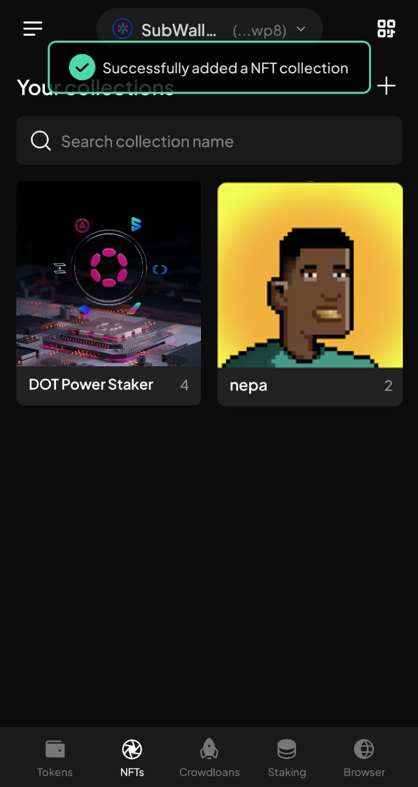 SubWall... (...wp8)
Successfully added a NFT collection
Your collections
Search collection name
DOT Power Staker 4
nepa 2
Tokens NFTs Crowdloans Staking Browser